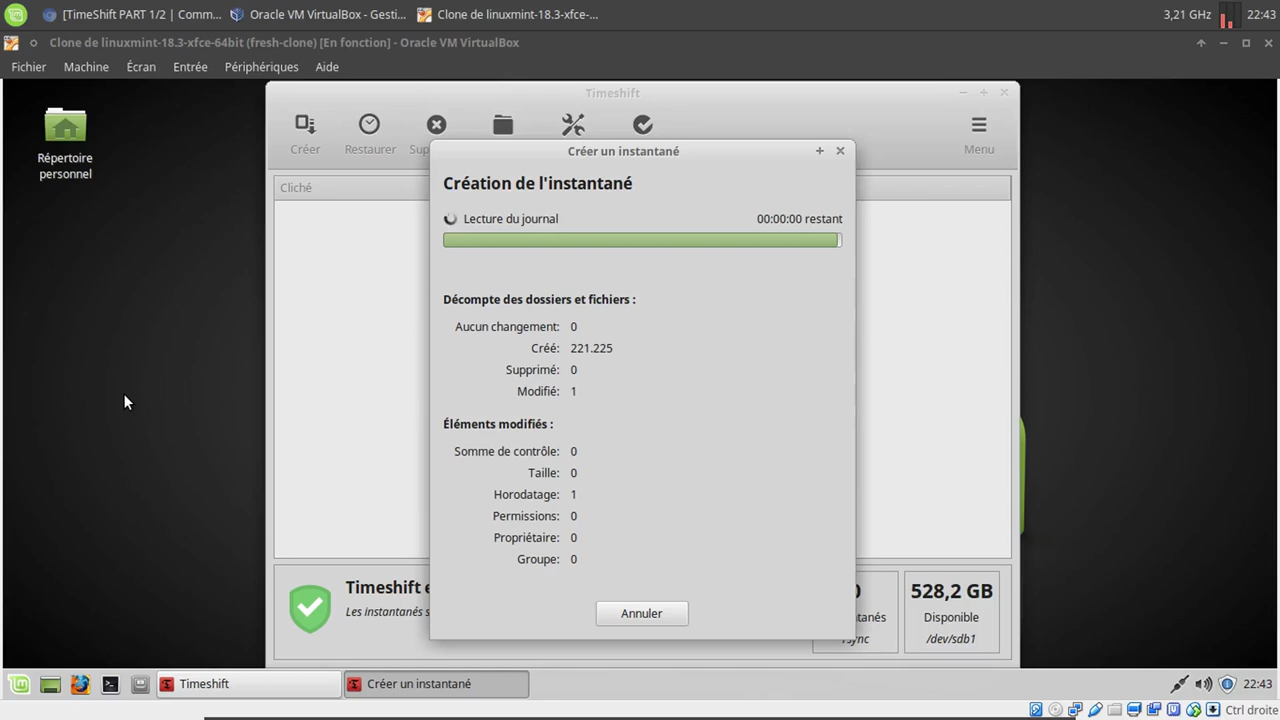 [TimeShift PART 1/2] | Comm...
Oracle VM VirtualBox - Gesti...
Clone de linuxmint-18.3-xfce-...
3,21 GHz
22:43
Clone de linuxmint-18.3-xfce-64bit (fresh-clone) [En fonction] - Oracle VM VirtualBox
Fichier Machine Écran Entrée Périphériques Aide
Répertoire
personnel
Timeshift
Créer
Restaurer
Menu
Cliché
Créer un instantané
Création de l'instantané
Lecture du journal 00:00:00 restant
Décompte des dossiers et fichiers :
Aucun changement: 0
Créé: 221.225
Supprimé: 0
Modifié: 1
Éléments modifiés :
Somme de contrôle: 0
Taille: 0
Horodatage: 1
Permissions: 0
Propriétaire: 0
Groupe: 0
Annuler
Timeshift
Les instantanés
528,2 GB
Disponible
/dev/sdb1
Timeshift
Créer un instantané
22:43
Ctrl droite